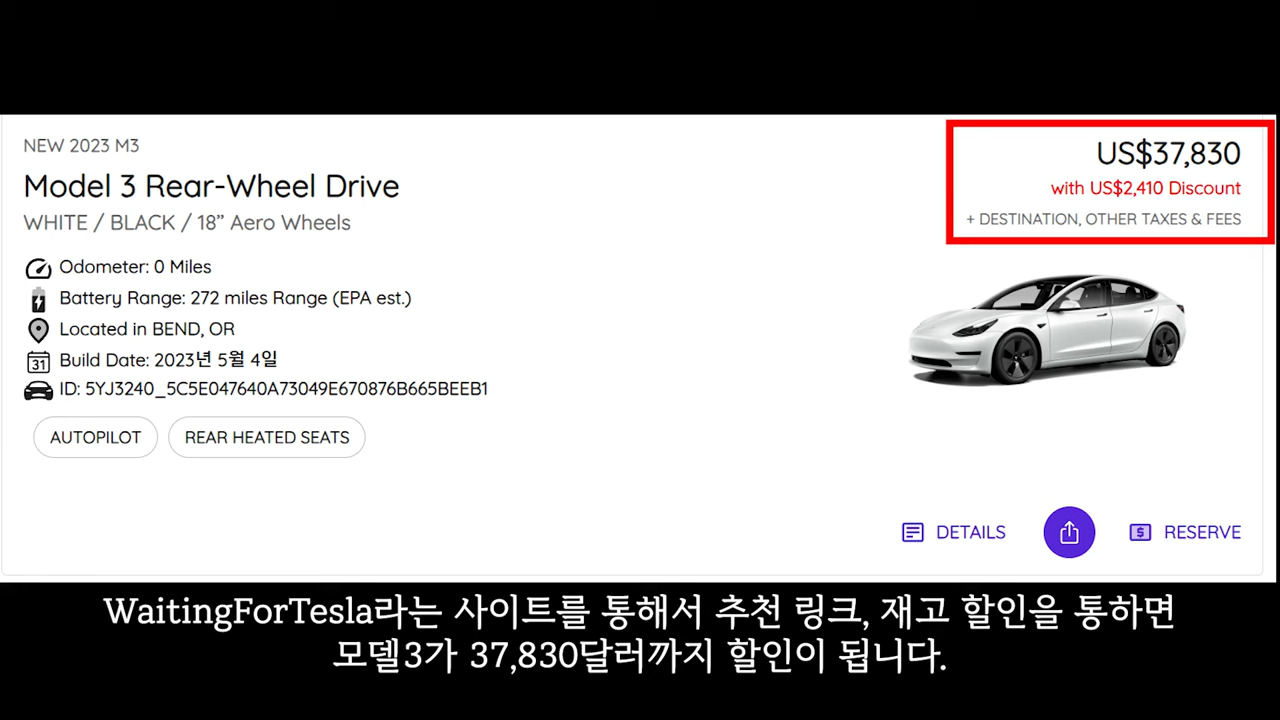 NEW 2023 M3
Model 3 Rear-Wheel Drive
WHITE / BLACK / 18” Aero Wheels
Odometer: 0 Miles
Battery Range: 272 miles Range (EPA est.)
Located in BEND, OR
31
Build Date: 2023년 5월 4일
ID: 5YJ3240_5C5E047640A73049E670876B665BEEB1
AUTOPILOT
REAR HEATED SEATS
US$37,830
with US$2,410 Discount
+ DESTINATION, OTHER TAXES & FEES
DETAILS
$ RESERVE
WaitingForTesla라는 사이트를 통해서 추천 링크, 재고 할인을 통하면
모델3가 37,830달러까지 할인이 됩니다.